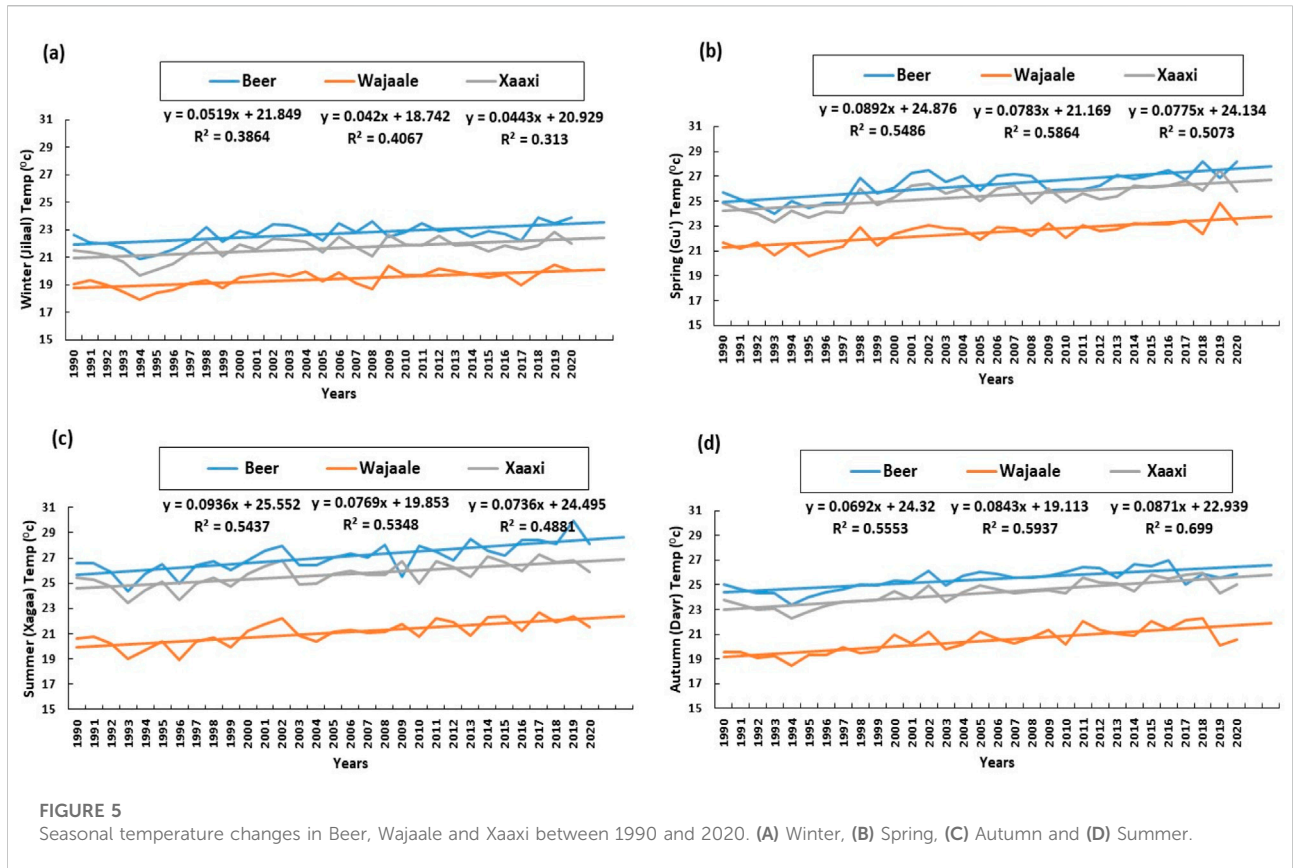 (a)
Beer Wajaale Xaaxi
y = 0.0519x + 21.849 y = 0.042x + 18.742 y = 0.0443x + 20.929
R² = 0.3864 R² = 0.4067 R² = 0.313
Winter (Jilaal) Temp (⁰c)
31
29
27
25
23
21
19
17
15
1990 1991 1992 1993 1994 1995 1996 1997 1998 1999 2000 2001 2002 2003 2004 2005 2006 2007 2008 2009 2010 2011 2012 2013 2014 2015 2016 2017 2018 2019 2020
Years
(b)
Beer Wajaale Xaaxi
y = 0.0892x + 24.876 y = 0.0783x + 21.169 y = 0.0775x + 24.134
R² = 0.5486 R² = 0.5864 R² = 0.5073
Spring (Gu') Temp (⁰c)
31
29
27
25
23
21
19
17
15
1990 1991 1992 1993 1994 1995 1996 1997 1998 1999 2000 2001 2002 2003 2004 2005 2006 2007 2008 2009 2010 2011 2012 2013 2014 2015 2016 2017 2018 2019 2020
Years
(c)
Beer Wajaale Xaaxi
y = 0.0936x + 25.552 y = 0.0769x + 19.853 y = 0.0736x + 24.495
R² = 0.5437 R² = 0.5348 R² = 0.4881
Summer (Xagaa) Temp (⁰c)
31
29
27
25
23
21
19
17
15
1990 1991 1992 1993 1994 1995 1996 1997 1998 1999 2000 2001 2002 2003 2004 2005 2006 2007 2008 2009 2010 2011 2012 2013 2014 2015 2016 2017 2018 2019 2020
Years
(d)
Beer Wajaale Xaaxi
y = 0.0692x + 24.32 y = 0.0843x + 19.113 y = 0.0871x + 22.939
R² = 0.5553 R² = 0.5937 R² = 0.699
Autumn (Dayr) Temp (⁰c)
31
29
27
25
23
21
19
17
15
1990 1991 1992 1993 1994 1995 1996 1997 1998 1999 2000 2001 2002 2003 2004 2005 2006 2007 2008 2009 2010 2011 2012 2013 2014 2015 2016 2017 2018 2019 2020
Years
FIGURE 5
Seasonal temperature changes in Beer, Wajaale and Xaaxi between 1990 and 2020. (A) Winter, (B) Spring, (C) Autumn and (D) Summer.